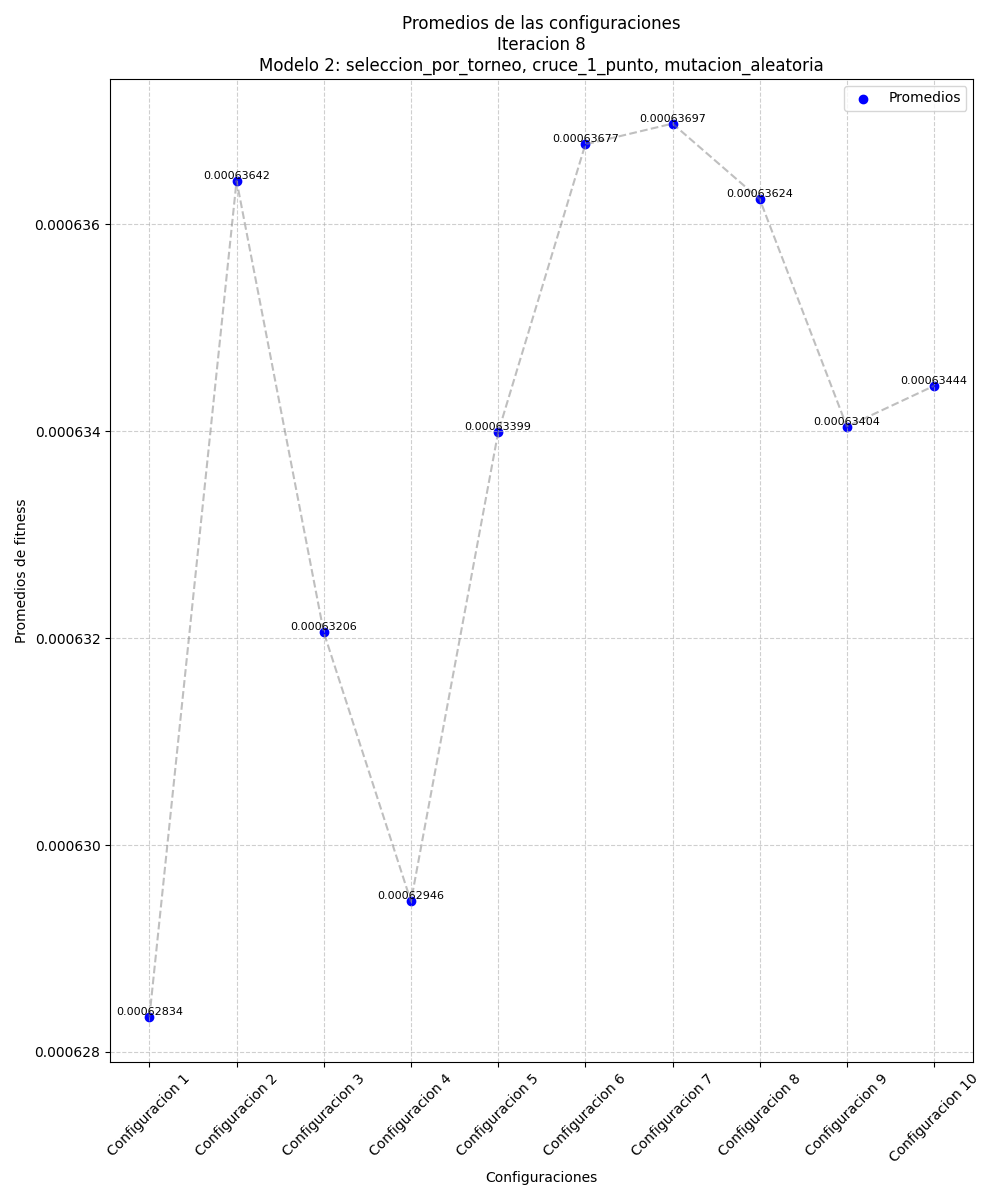 Promedios de las configuraciones
Iteracion 8
Modelo 2: seleccion_por_torneo, cruce_1_punto, mutacion_aleatoria
Promedios
0.00063697
0.00063677
0.00063642
0.00063624
0.00063444
0.00063404
0.00063399
0.00063206
0.00062946
0.00062834
0.000636
0.000634
0.000632
0.000630
0.000628
Promedios de fitness
Configuracion 1
Configuracion 2
Configuracion 3
Configuracion 4
Configuracion 5
Configuracion 6
Configuracion 7
Configuracion 8
Configuracion 9
Configuracion 10
Configuraciones